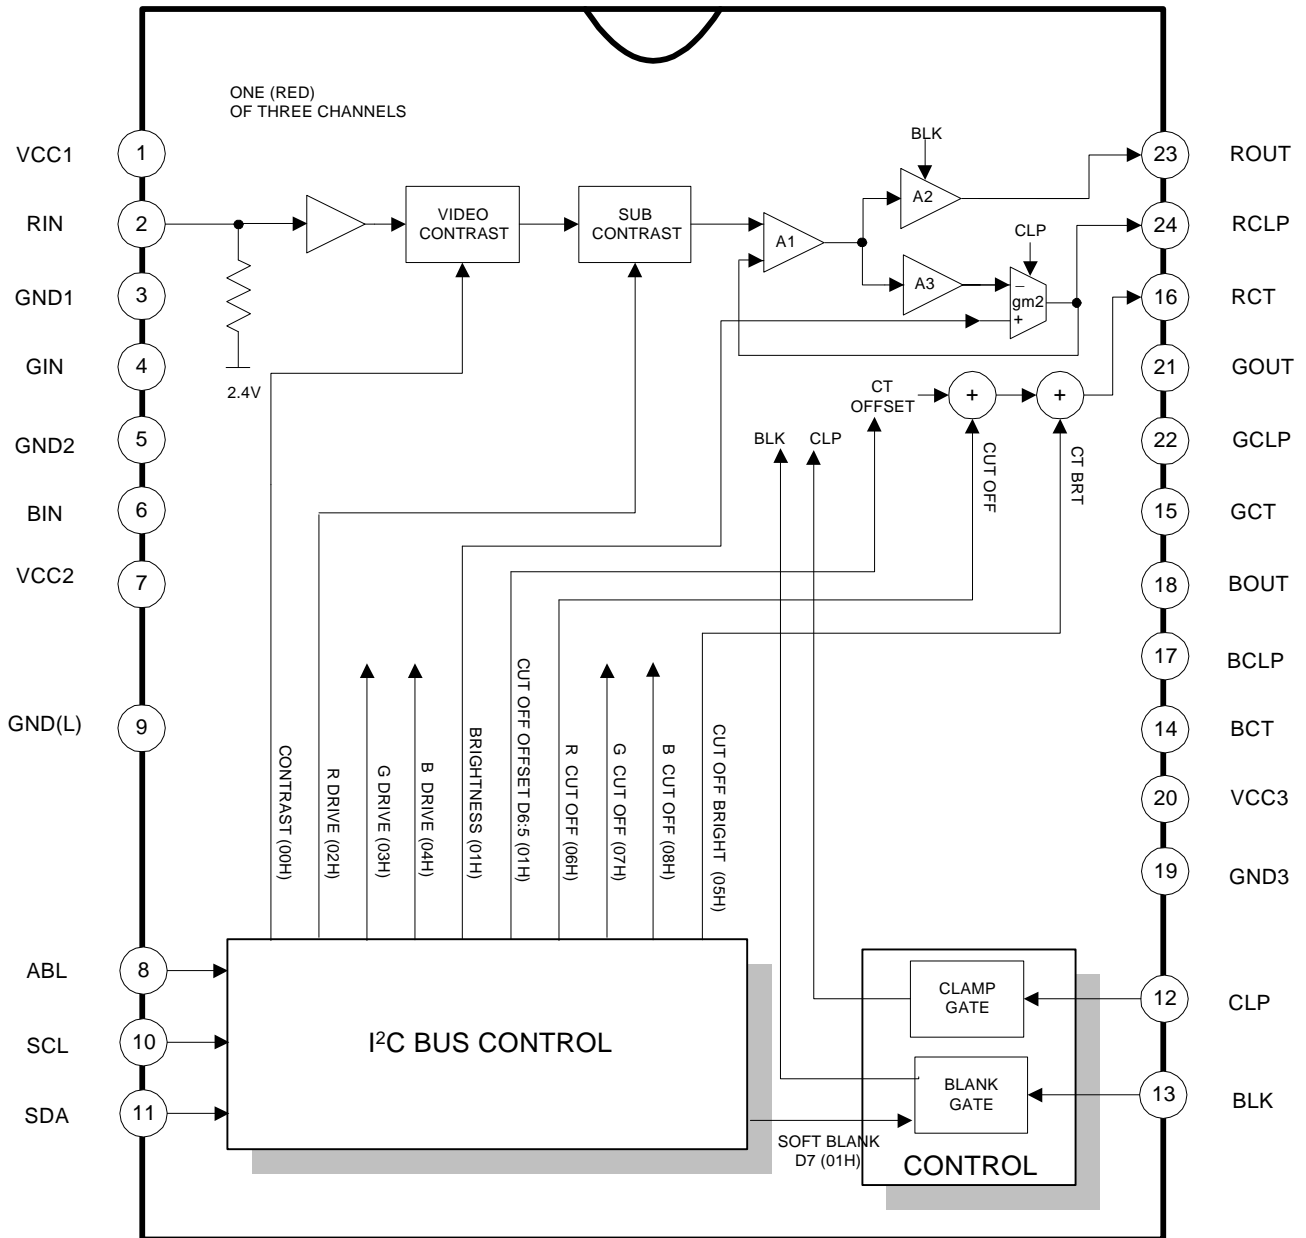 ONE (RED)
OF THREE CHANNELS
VCC1
1
RIN
2
GND1
3
GIN
4
GND2
5
BIN
6
VCC2
7
GND(L)
9
ABL
8
SCL
10
SDA
11
2.4V
VIDEO
CONTRAST
SUB
CONTRAST
A1
BLK
A2
A3
CLP
–
gm2
+
CT
OFFSET
+
+
BLK
CLP
CUT OFF
CT BRT
CONTRAST (00H)
R DRIVE (02H)
G DRIVE (03H)
B DRIVE (04H)
BRIGHTNESS (01H)
CUT OFF OFFSET D6:5 (01H)
R CUT OFF (06H)
G CUT OFF (07H)
B CUT OFF (08H)
CUT OFF BRIGHT (05H)
I²C BUS CONTROL
CLAMP
GATE
BLANK
GATE
SOFT BLANK
D7 (01H)
CONTROL
23
ROUT
24
RCLP
16
RCT
21
GOUT
22
GCLP
15
GCT
18
BOUT
17
BCLP
14
BCT
20
VCC3
19
GND3
12
CLP
13
BLK